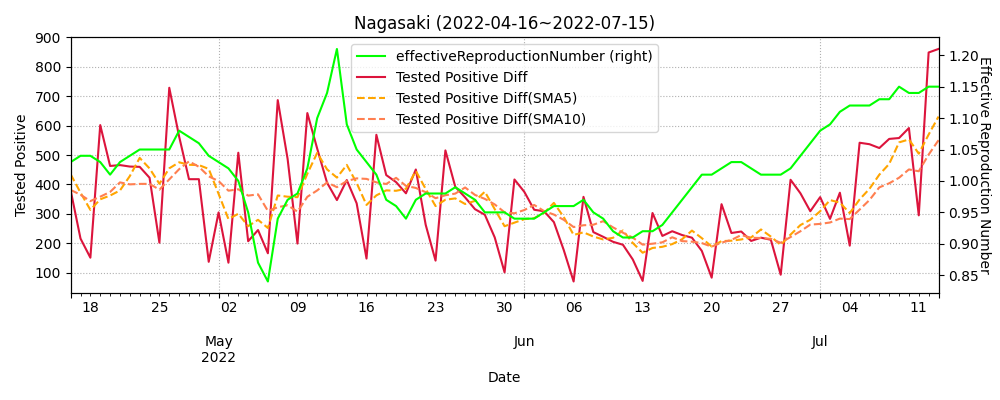 Nagasaki (2022-04-16~2022-07-15)
effectiveReproductionNumber (right)
Tested Positive Diff
Tested Positive Diff(SMA5)
Tested Positive Diff(SMA10)
Tested Positive
900
800
700
600
500
400
300
200
100
Effective Reproduction Number
1.20
1.15
1.10
1.05
1.00
0.95
0.90
0.85
18 25 02 09 16 23 30 06 13 20 27 04 11
May Jun Jul
2022
Date